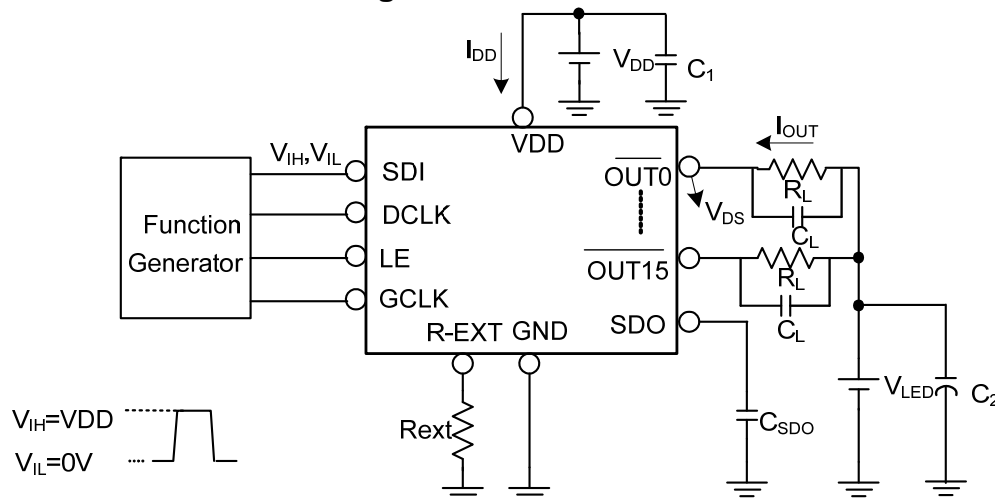 I_DD
V_DD
C_1
VDD
I_OUT
V_IH,V_IL
SDI
OUT0
R_L
V_DS
DCLK
C_L
Function
Generator
LE
OUT15
R_L
GCLK
C_L
R-EXT
GND
SDO
V_LED
C_2
V_IH=VDD
Rext
C_SDO
V_IL=0V